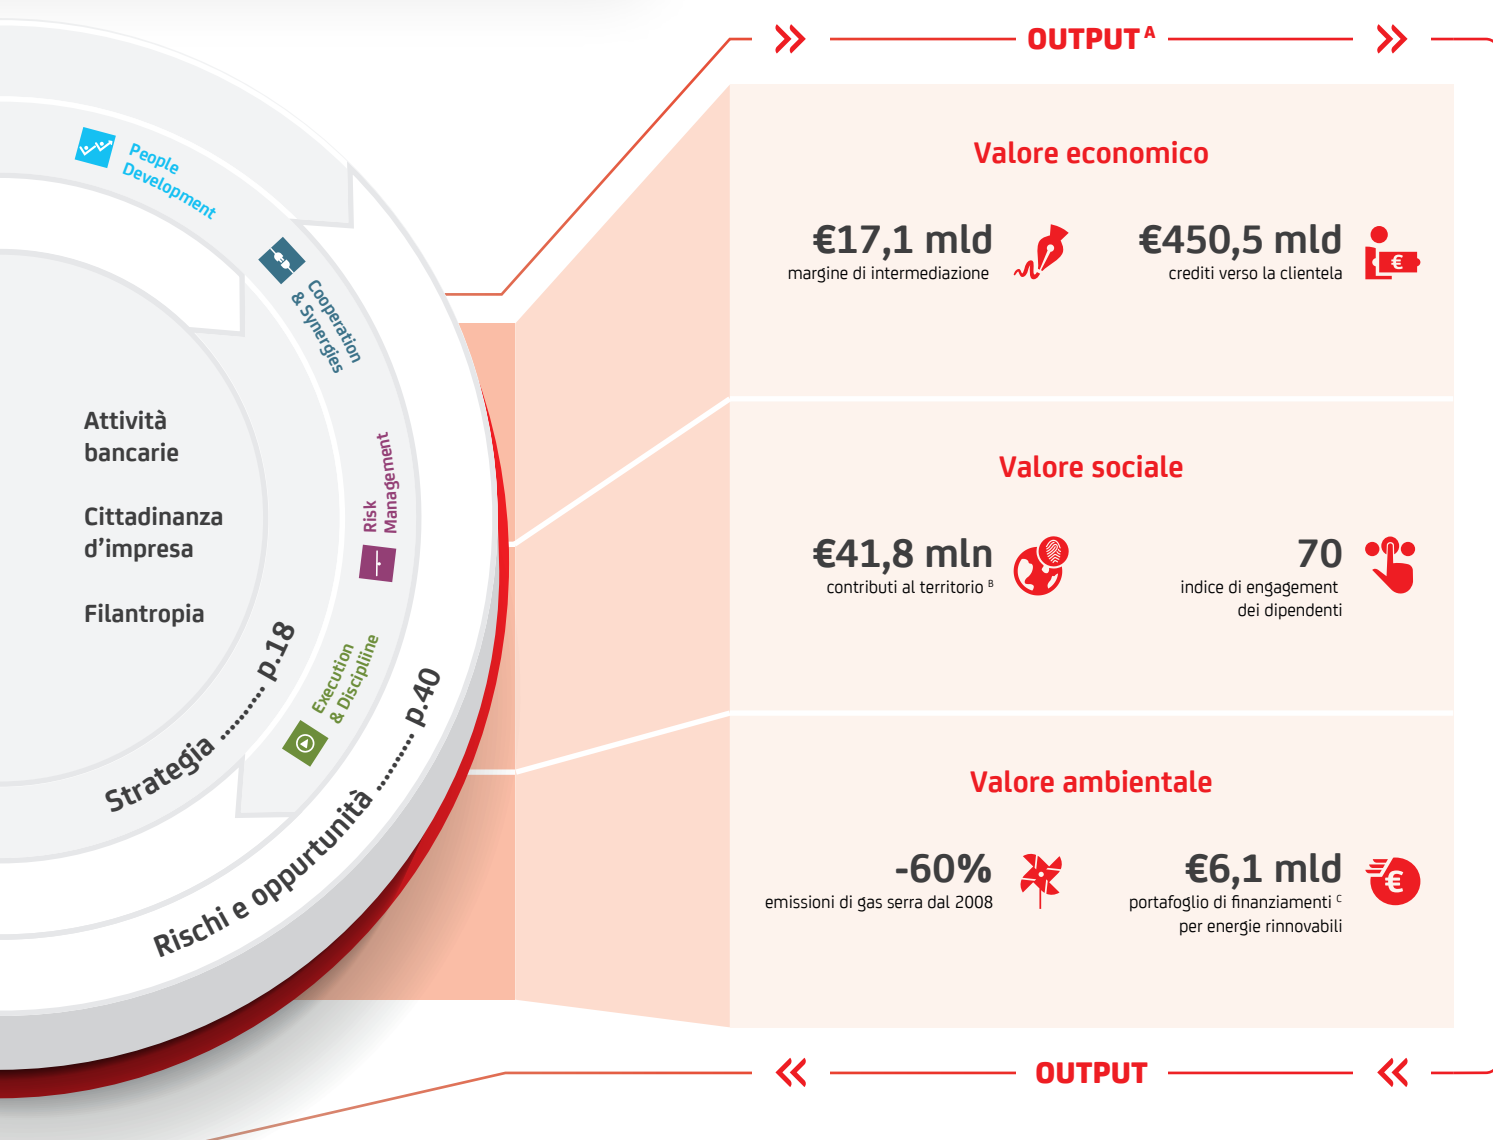 People
Development
Cooperation
& Synergies
Risk
Management
Execution
& Discipliine
Attività
bancarie
Cittadinanza
d’impresa
Filantropia
Strategia .......... p.18
Rischi e oppurtunità .......... p.40
OUTPUT A
Valore economico
€17,1 mld
margine di intermediazione
€450,5 mld
crediti verso la clientela
€
Valore sociale
€41,8 mln
contributi al territorio B
70
indice di engagement
dei dipendenti
Valore ambientale
-60%
emissioni di gas serra dal 2008
€6,1 mld
portafoglio di finanziamenti C
per energie rinnovabili
€
OUTPUT